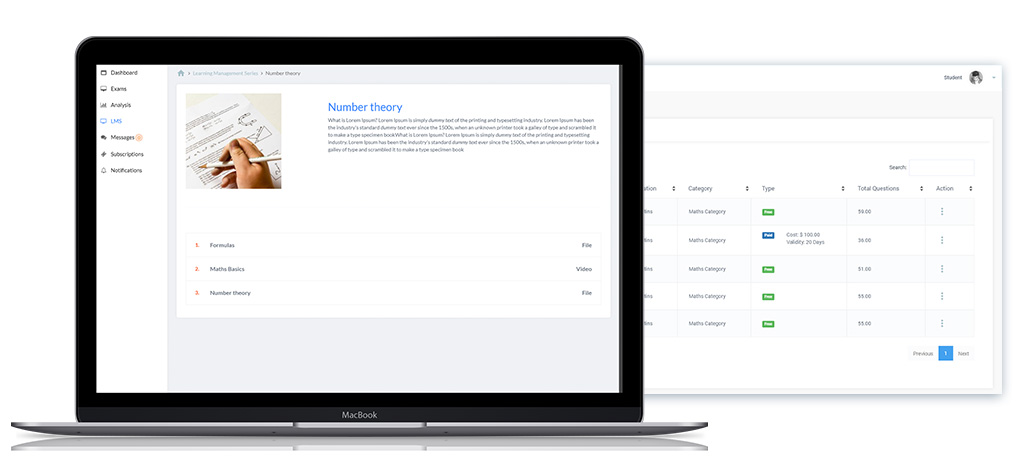 Dashboard
Exams
Analysis
LMS
Messages
Subscriptions
Notifications
Learning Management Series › Number theory
Number theory
What is Lorem Ipsum? Lorem Ipsum is simply dummy text of the printing and typesetting industry. Lorem Ipsum has been
the industry's standard dummy text ever since the 1500s, when an unknown printer took a galley of type and scrambled it
to make a type specimen bookWhat is Lorem Ipsum? Lorem Ipsum is simply dummy text of the printing and typesetting
industry. Lorem Ipsum has been the industry's standard dummy text ever since the 1500s, when an unknown printer took a
galley of type and scrambled it to make a type specimen book
1. Formulas File
2. Maths Basics Video
3. Number theory File
MacBook
Student
Search:
Category Type Total Questions Action
Maths Category Free 59.00
Maths Category Paid Cost: $ 100.00 36.00
Validity: 20 Days
Maths Category Free 51.00
Maths Category Free 55.00
Maths Category Free 55.00
Previous 1 Next